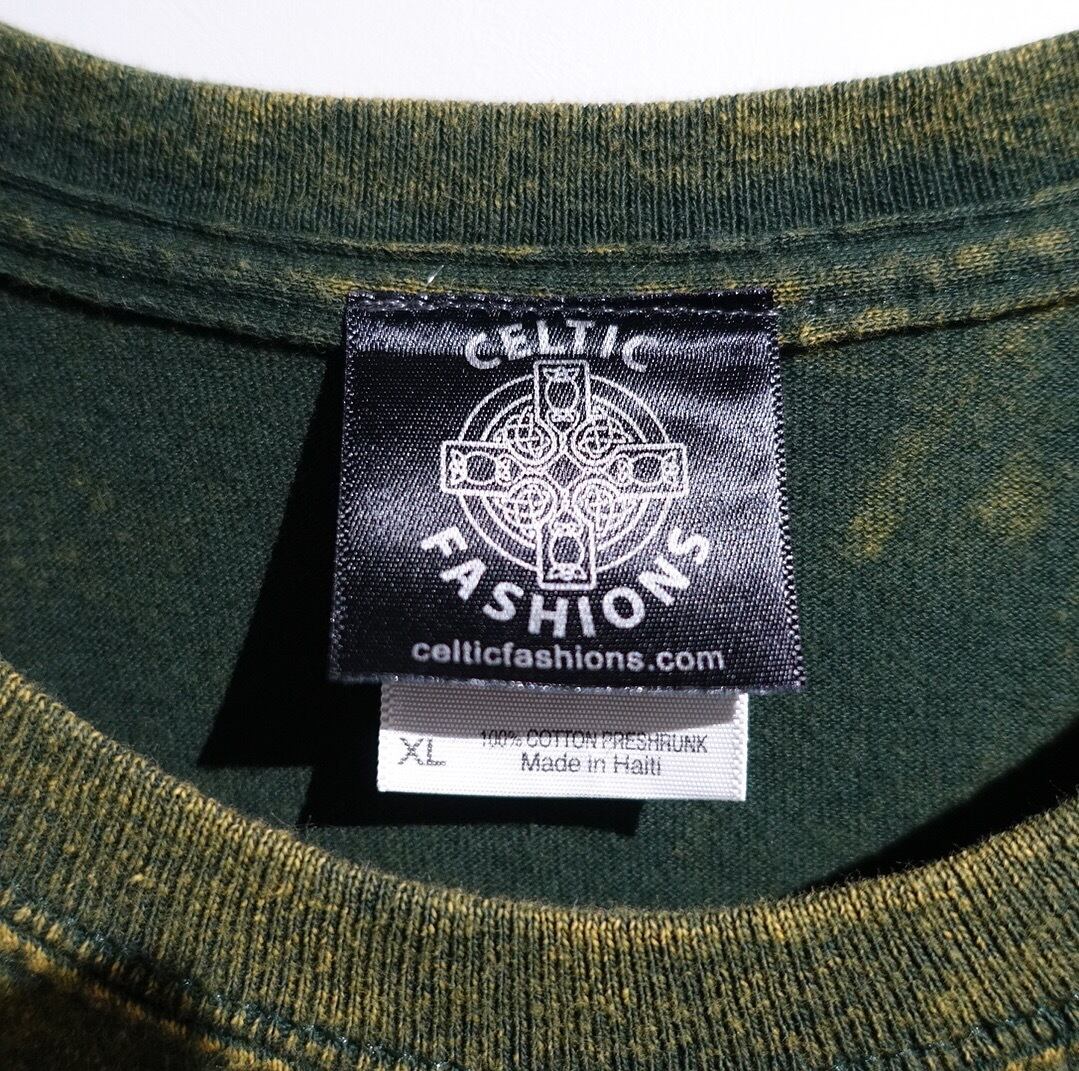 CELTIC
FASHIONS
celticfashions.com
XL
100% COTTON PRESHRUNK
Made in Haiti